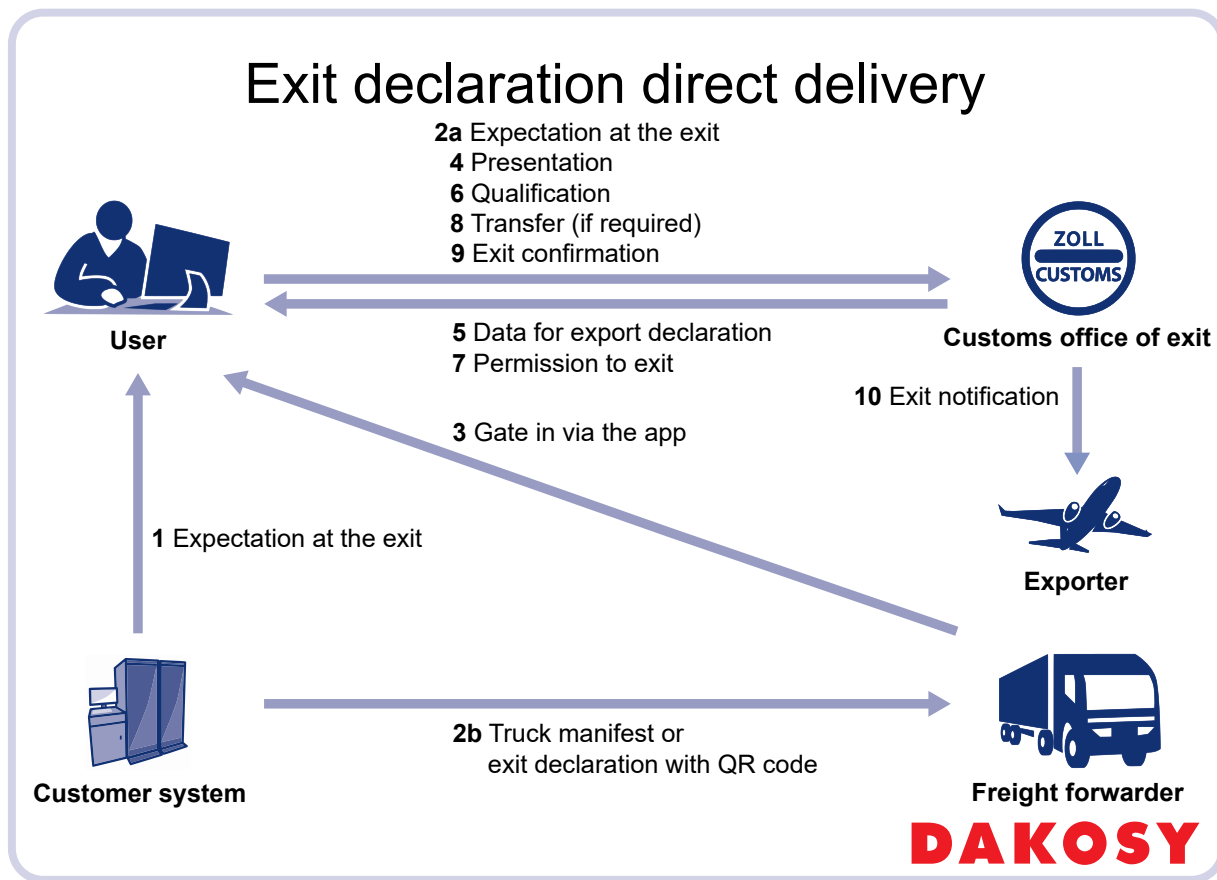 Exit declaration direct delivery
2a Expectation at the exit
4 Presentation
6 Qualification
8 Transfer (if required)
9 Exit confirmation
ZOLL
CUSTOMS
User
5 Data for export declaration
7 Permission to exit
Customs office of exit
10 Exit notification
3 Gate in via the app
1 Expectation at the exit
Exporter
2b Truck manifest or
exit declaration with QR code
Customer system
Freight forwarder
DAKOSY